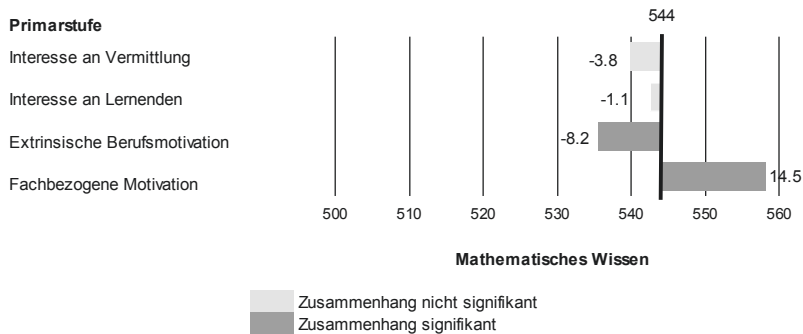 544
Primarstufe
Interesse an Vermittlung
-3.8
Interesse an Lernenden
-1.1
Extrinsische Berufsmotivation
-8.2
Fachbezogene Motivation
14.5
500 510 520 530 540 550 560
Mathematisches Wissen
Zusammenhang nicht signifikant
Zusammenhang signifikant